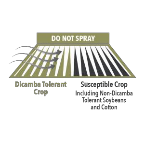 DO NOT SPRAY
Dicamba Tolerant
Crop
Susceptible Crop
Including Non-Dicamba
Tolerant Soybeans
and Cotton